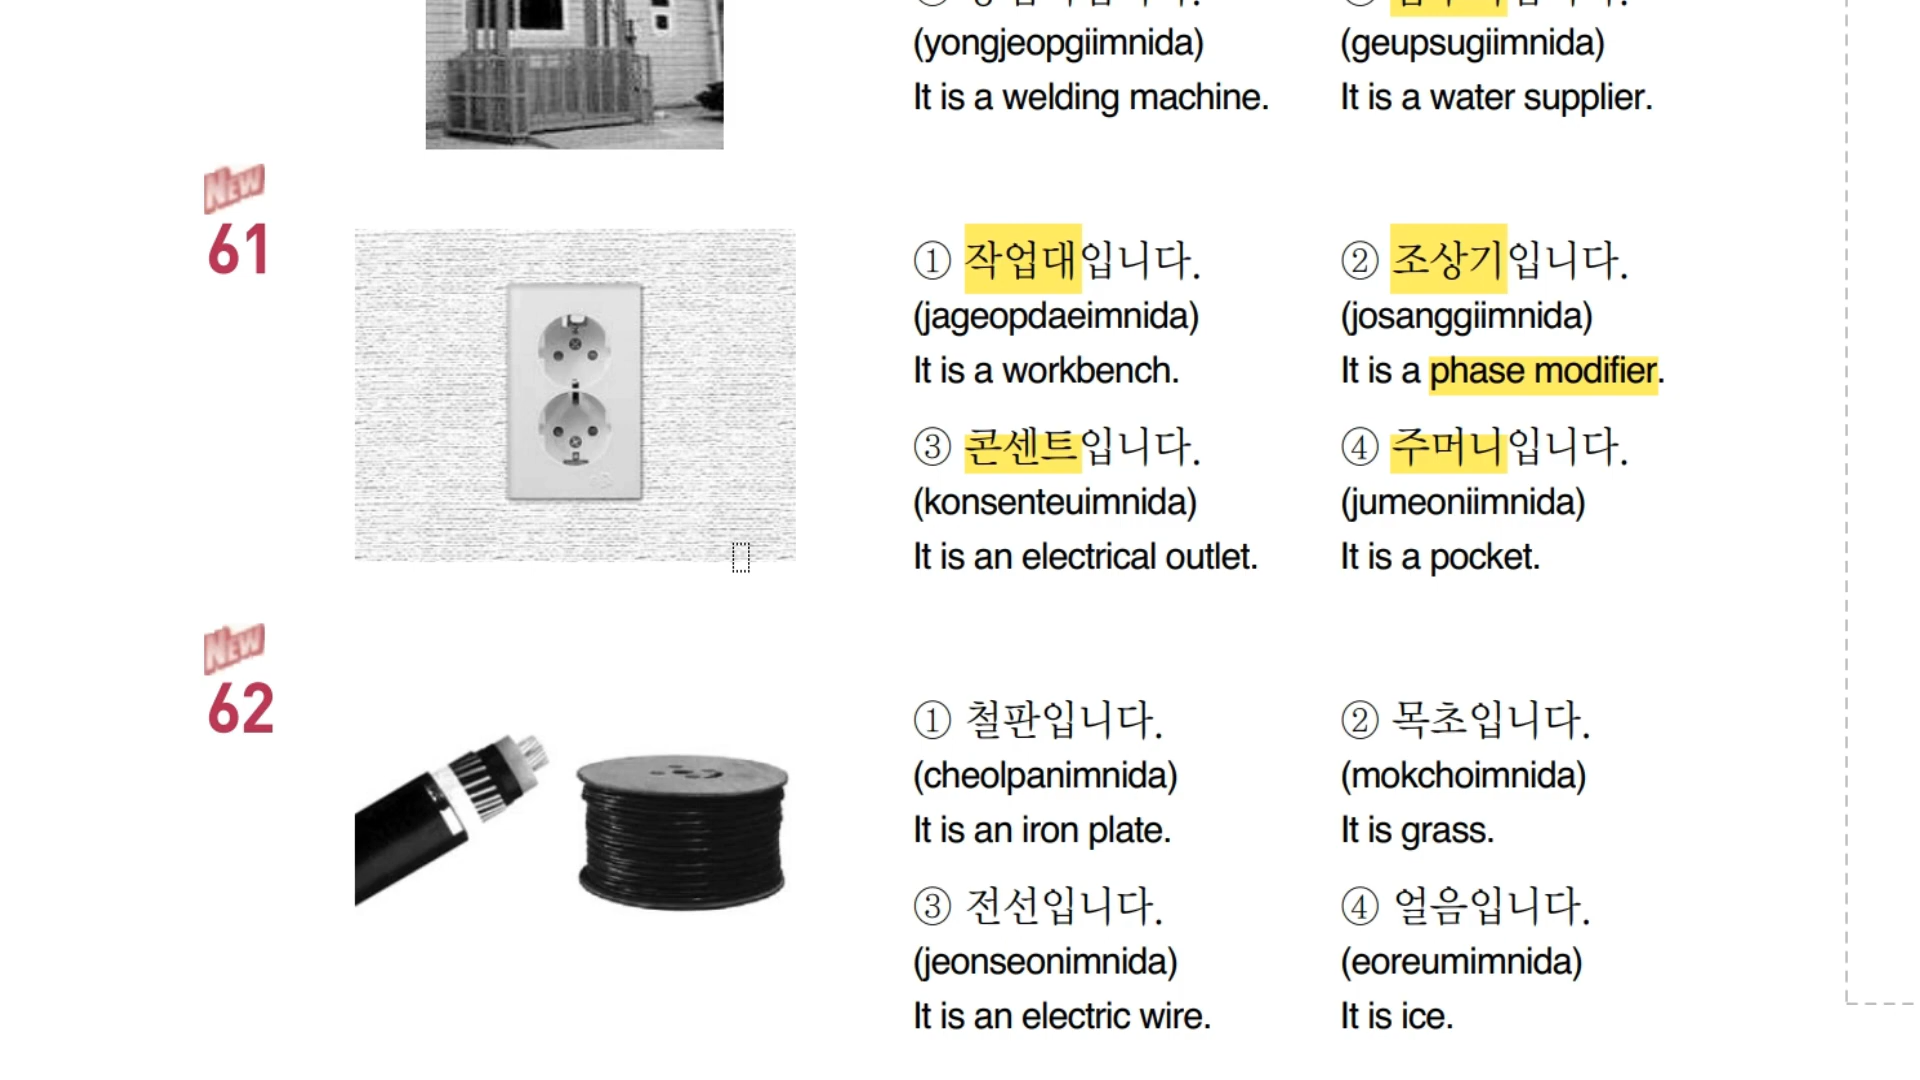 (yongjeopgiimnida)
(geupsugiimnida)
It is a welding machine.
It is a water supplier.
NEW
61
① 작업대입니다.
② 조상기입니다.
(jageopdaeimnida)
(josanggiimnida)
It is a workbench.
It is a phase modifier.
③ 콘센트입니다.
④ 주머니입니다.
(konsenteuimnida)
(jumeoniimnida)
It is an electrical outlet.
It is a pocket.
NEW
62
① 철판입니다.
② 목초입니다.
(cheolpanimnida)
(mokchoimnida)
It is an iron plate.
It is grass.
③ 전선입니다.
④ 얼음입니다.
(jeonseonimnida)
(eoreumimnida)
It is an electric wire.
It is ice.